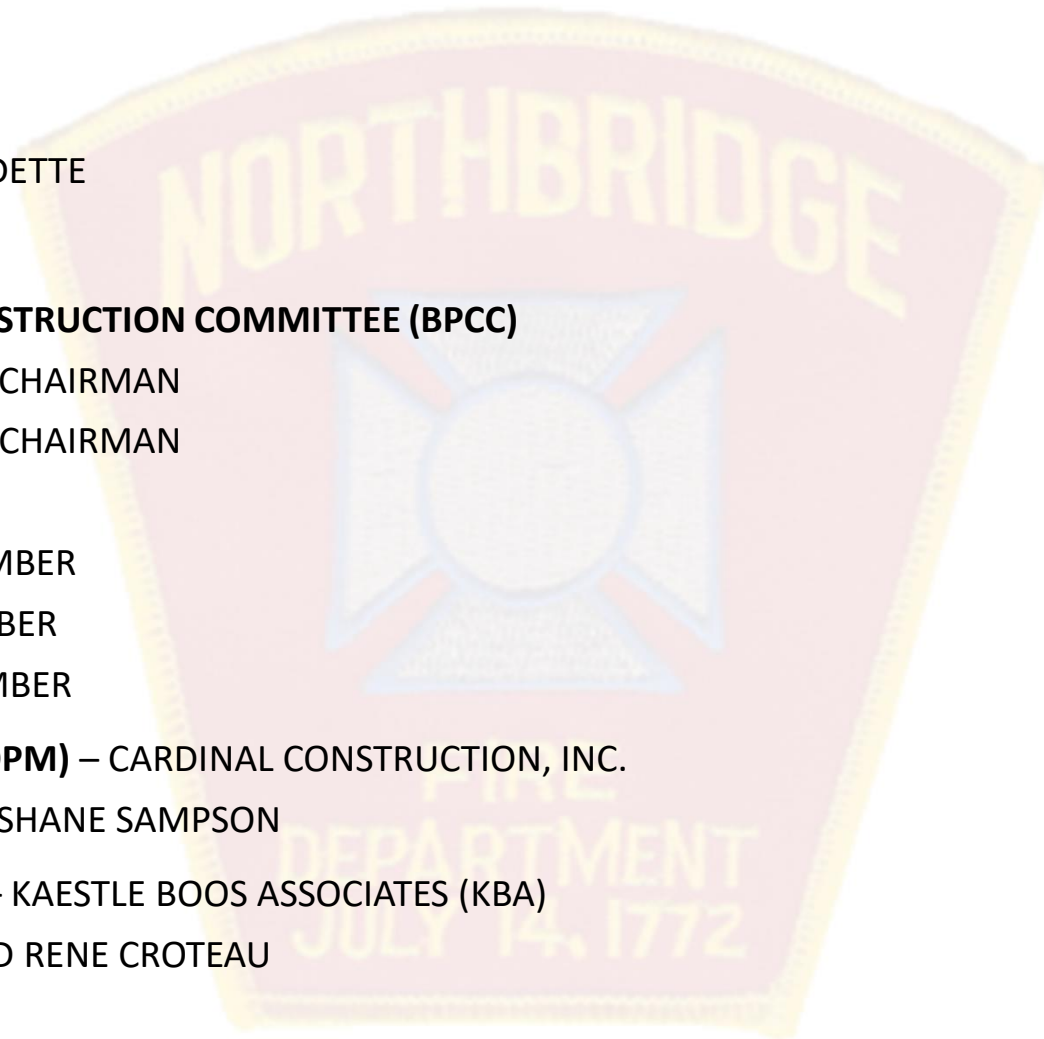 DETTE
STRUCTION COMMITTEE (BPCC)
CHAIRMAN
CHAIRMAN
MBER
BER
MBER
PM) – CARDINAL CONSTRUCTION, INC.
SHANE SAMPSON
– KAESTLE BOOS ASSOCIATES (KBA)
D RENE CROTEAU
NORTHBRIDGE
FIRE
DEPARTMENT
JULY 14, 1772